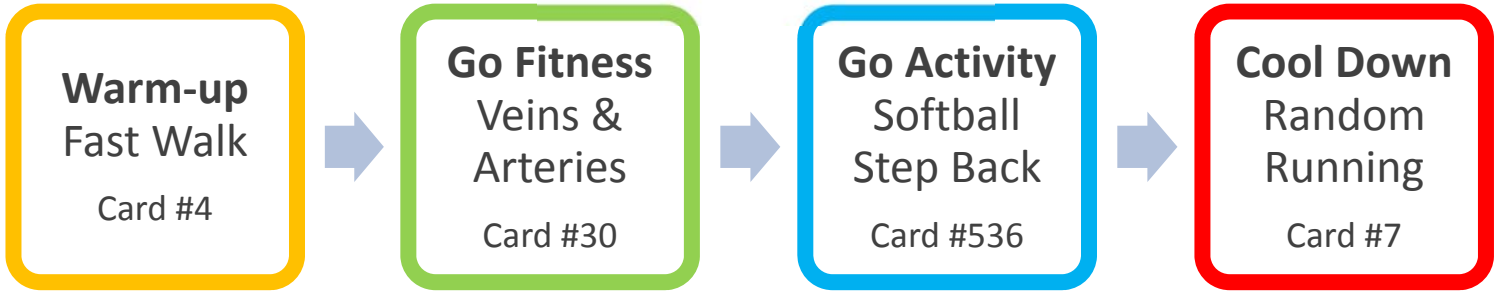 Warm-up
Fast Walk
Card #4
Go Fitness
Veins &
Arteries
Card #30
Go Activity
Softball
Step Back
Card #536
Cool Down
Random
Running
Card #7